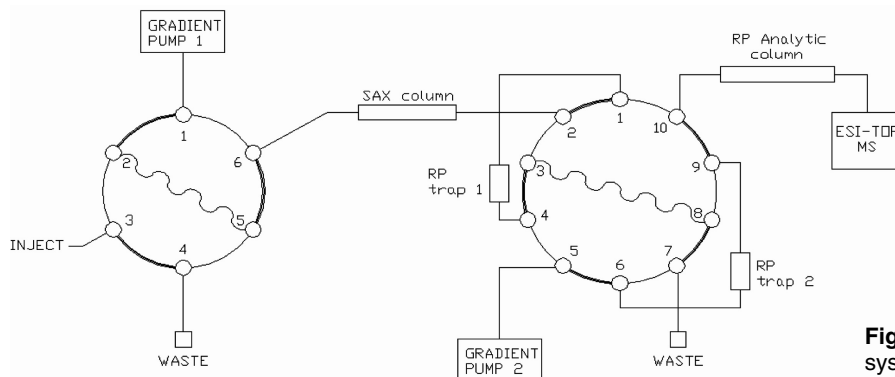 GRADIENT
PUMP 1
1
2
3
4
5
6
INJECT
WASTE
SAX column
RP
trap 1
1
2
3
4
5
6
7
8
9
10
RP Analytic
column
ESI-TOF
MS
RP
trap 2
GRADIENT
PUMP 2
WASTE
Fig
sys